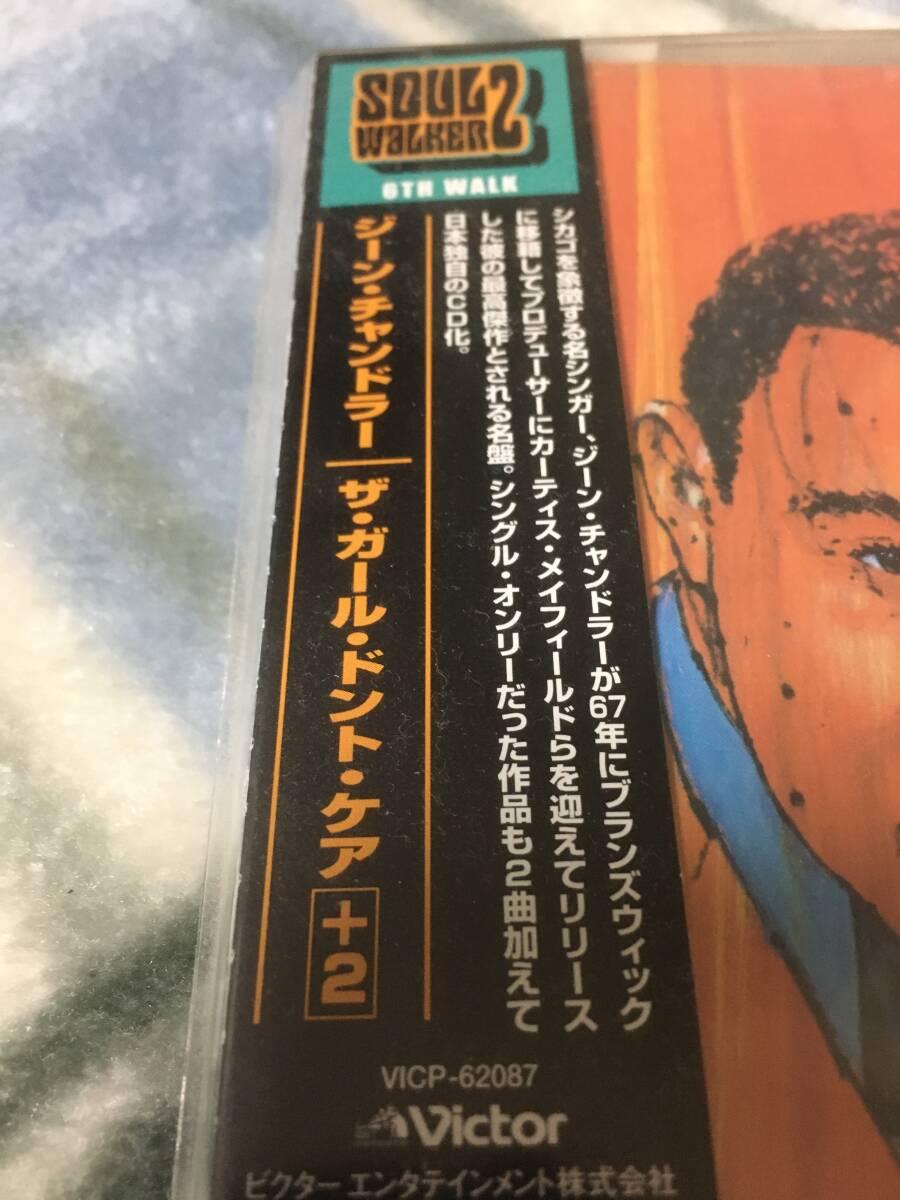 SOUL
WALKER 2
6TH WALK
シカゴを象徴する名シンガー、ジーン・チャンドラーが67年にブランズウィック
に移籍してプロデューサーにカーティス・メイフィールドらを迎えてリリース
した彼の最高傑作とされる名盤。シングル・オンリーだった作品も2曲加えて
日本独自のCD化。
ジーン・チャンドラー│ザ・ガール・ドント・ケア +2
VICP-62087
Victor
ビクター エンタテインメント株式会社